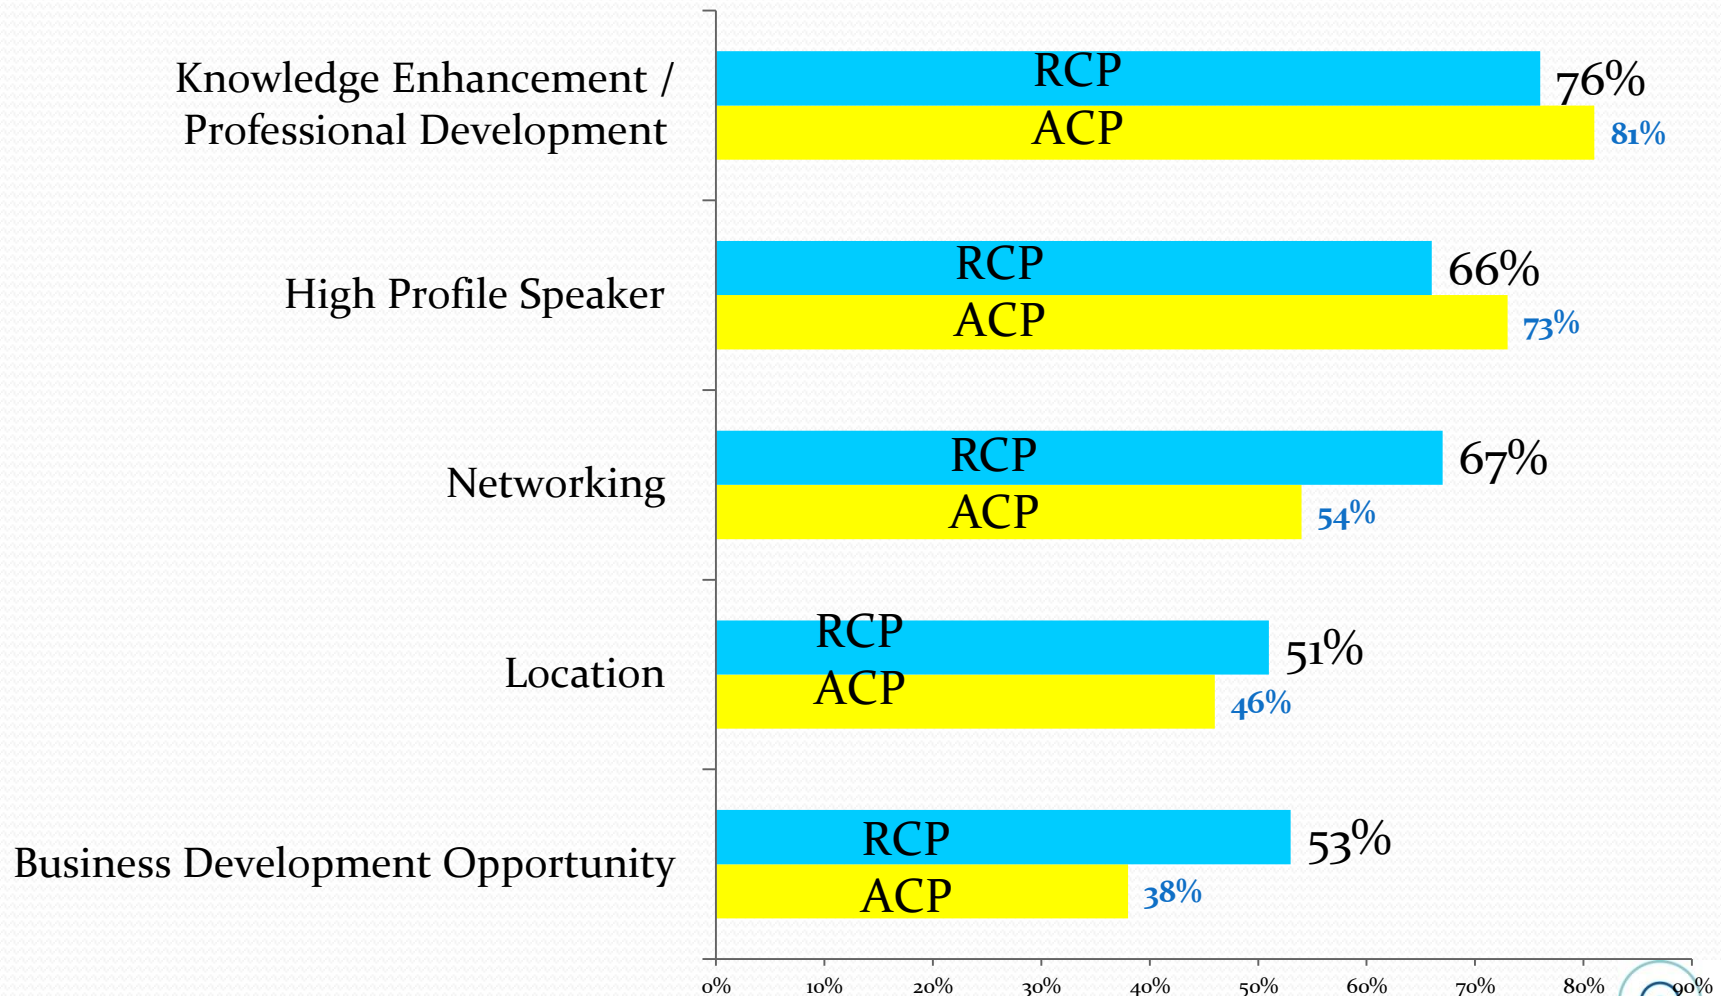 Knowledge Enhancement /
Professional Development
RCP
76%
ACP
81%
High Profile Speaker
RCP
66%
ACP
73%
Networking
RCP
67%
ACP
54%
Location
RCP
51%
ACP
46%
Business Development Opportunity
RCP
53%
ACP
38%
0% 10% 20% 30% 40% 50% 60% 70% 80% 90%